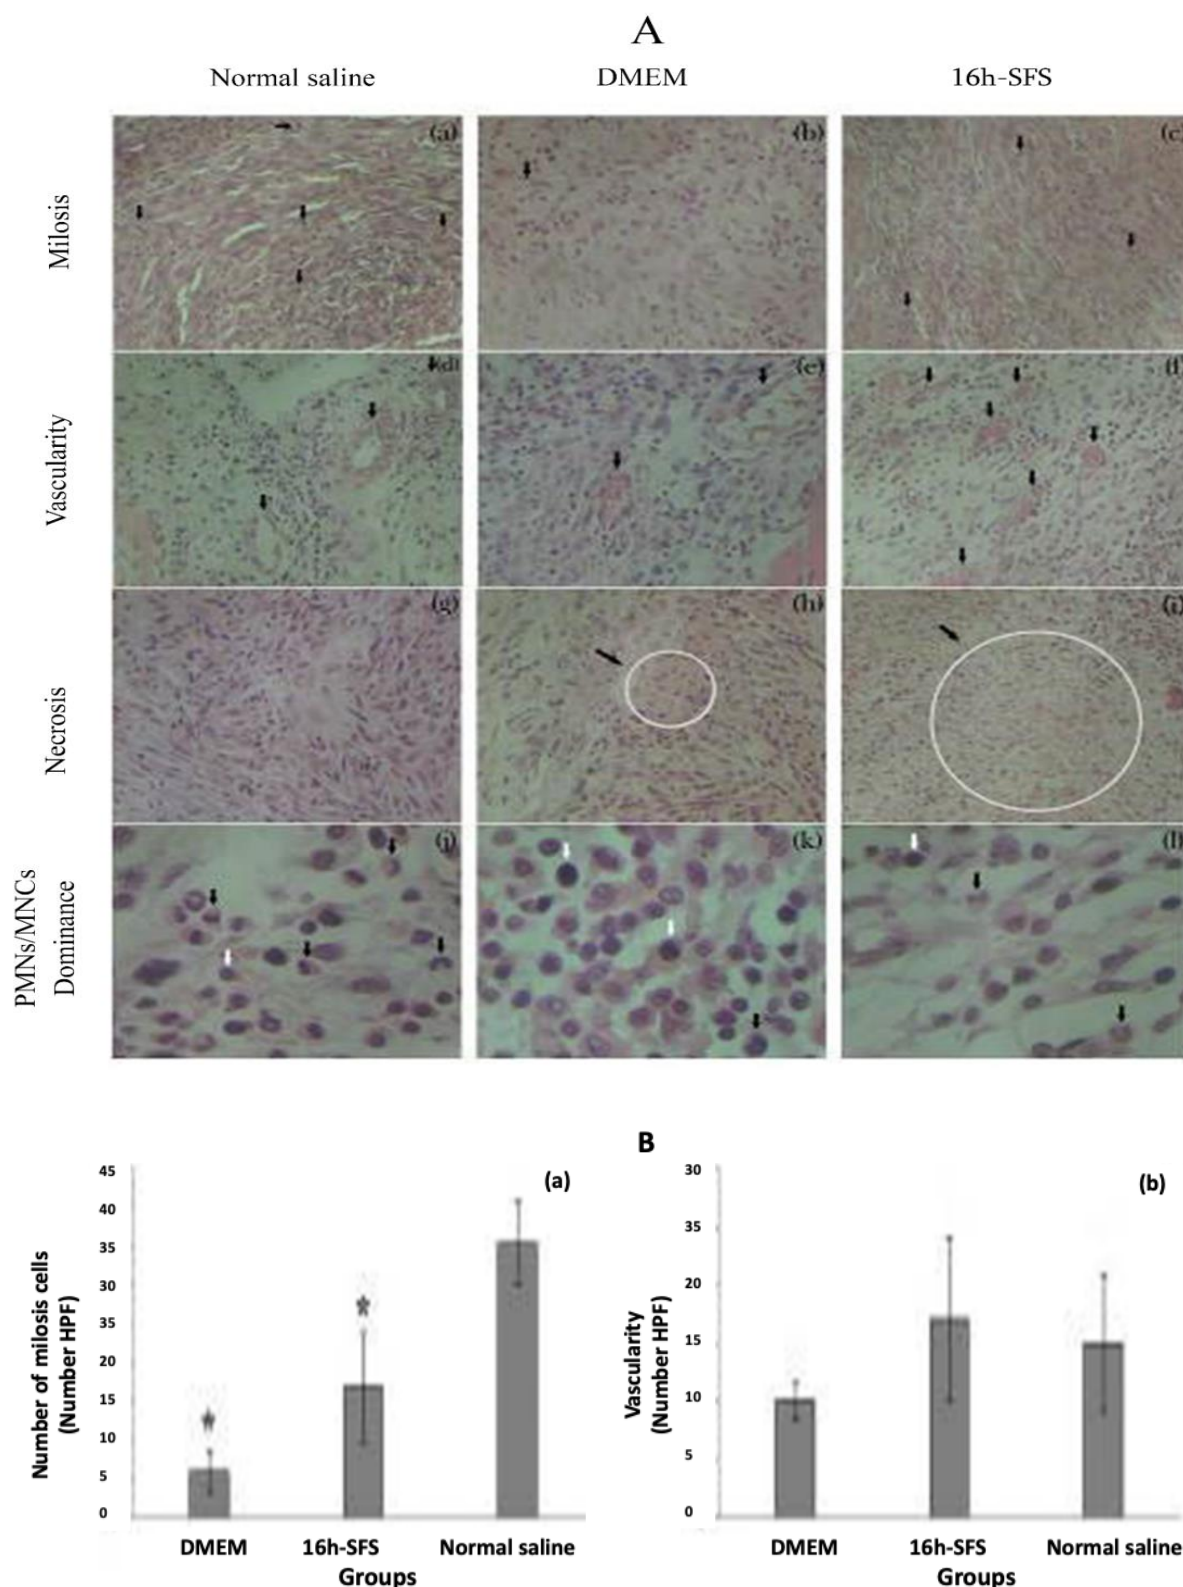 A
Normal saline DMEM 16h-SFS
Milosis
(a) (b) (c)
Vascularity
(d) (e) (f)
Necrosis
(g) (h) (i)
PMNs/MNCs
Dominance
(j) (k) (l)
B
(a)
45
40
35
30
35
20
15
10
5
0
Number of milosis cells
(Number HPF)
DMEM 16h-SFS Normal saline
Groups
(b)
30
35
20
15
10
5
0
Vascularity
(Number HPF)
DMEM 16h-SFS Normal saline
Groups